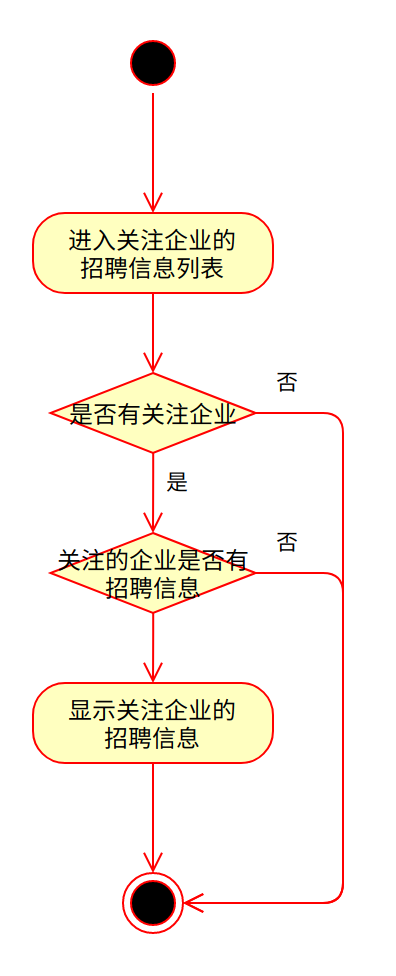 进入关注企业的
招聘信息列表
否
是否有关注企业
是
否
关注的企业是否有
招聘信息
显示关注企业的
招聘信息